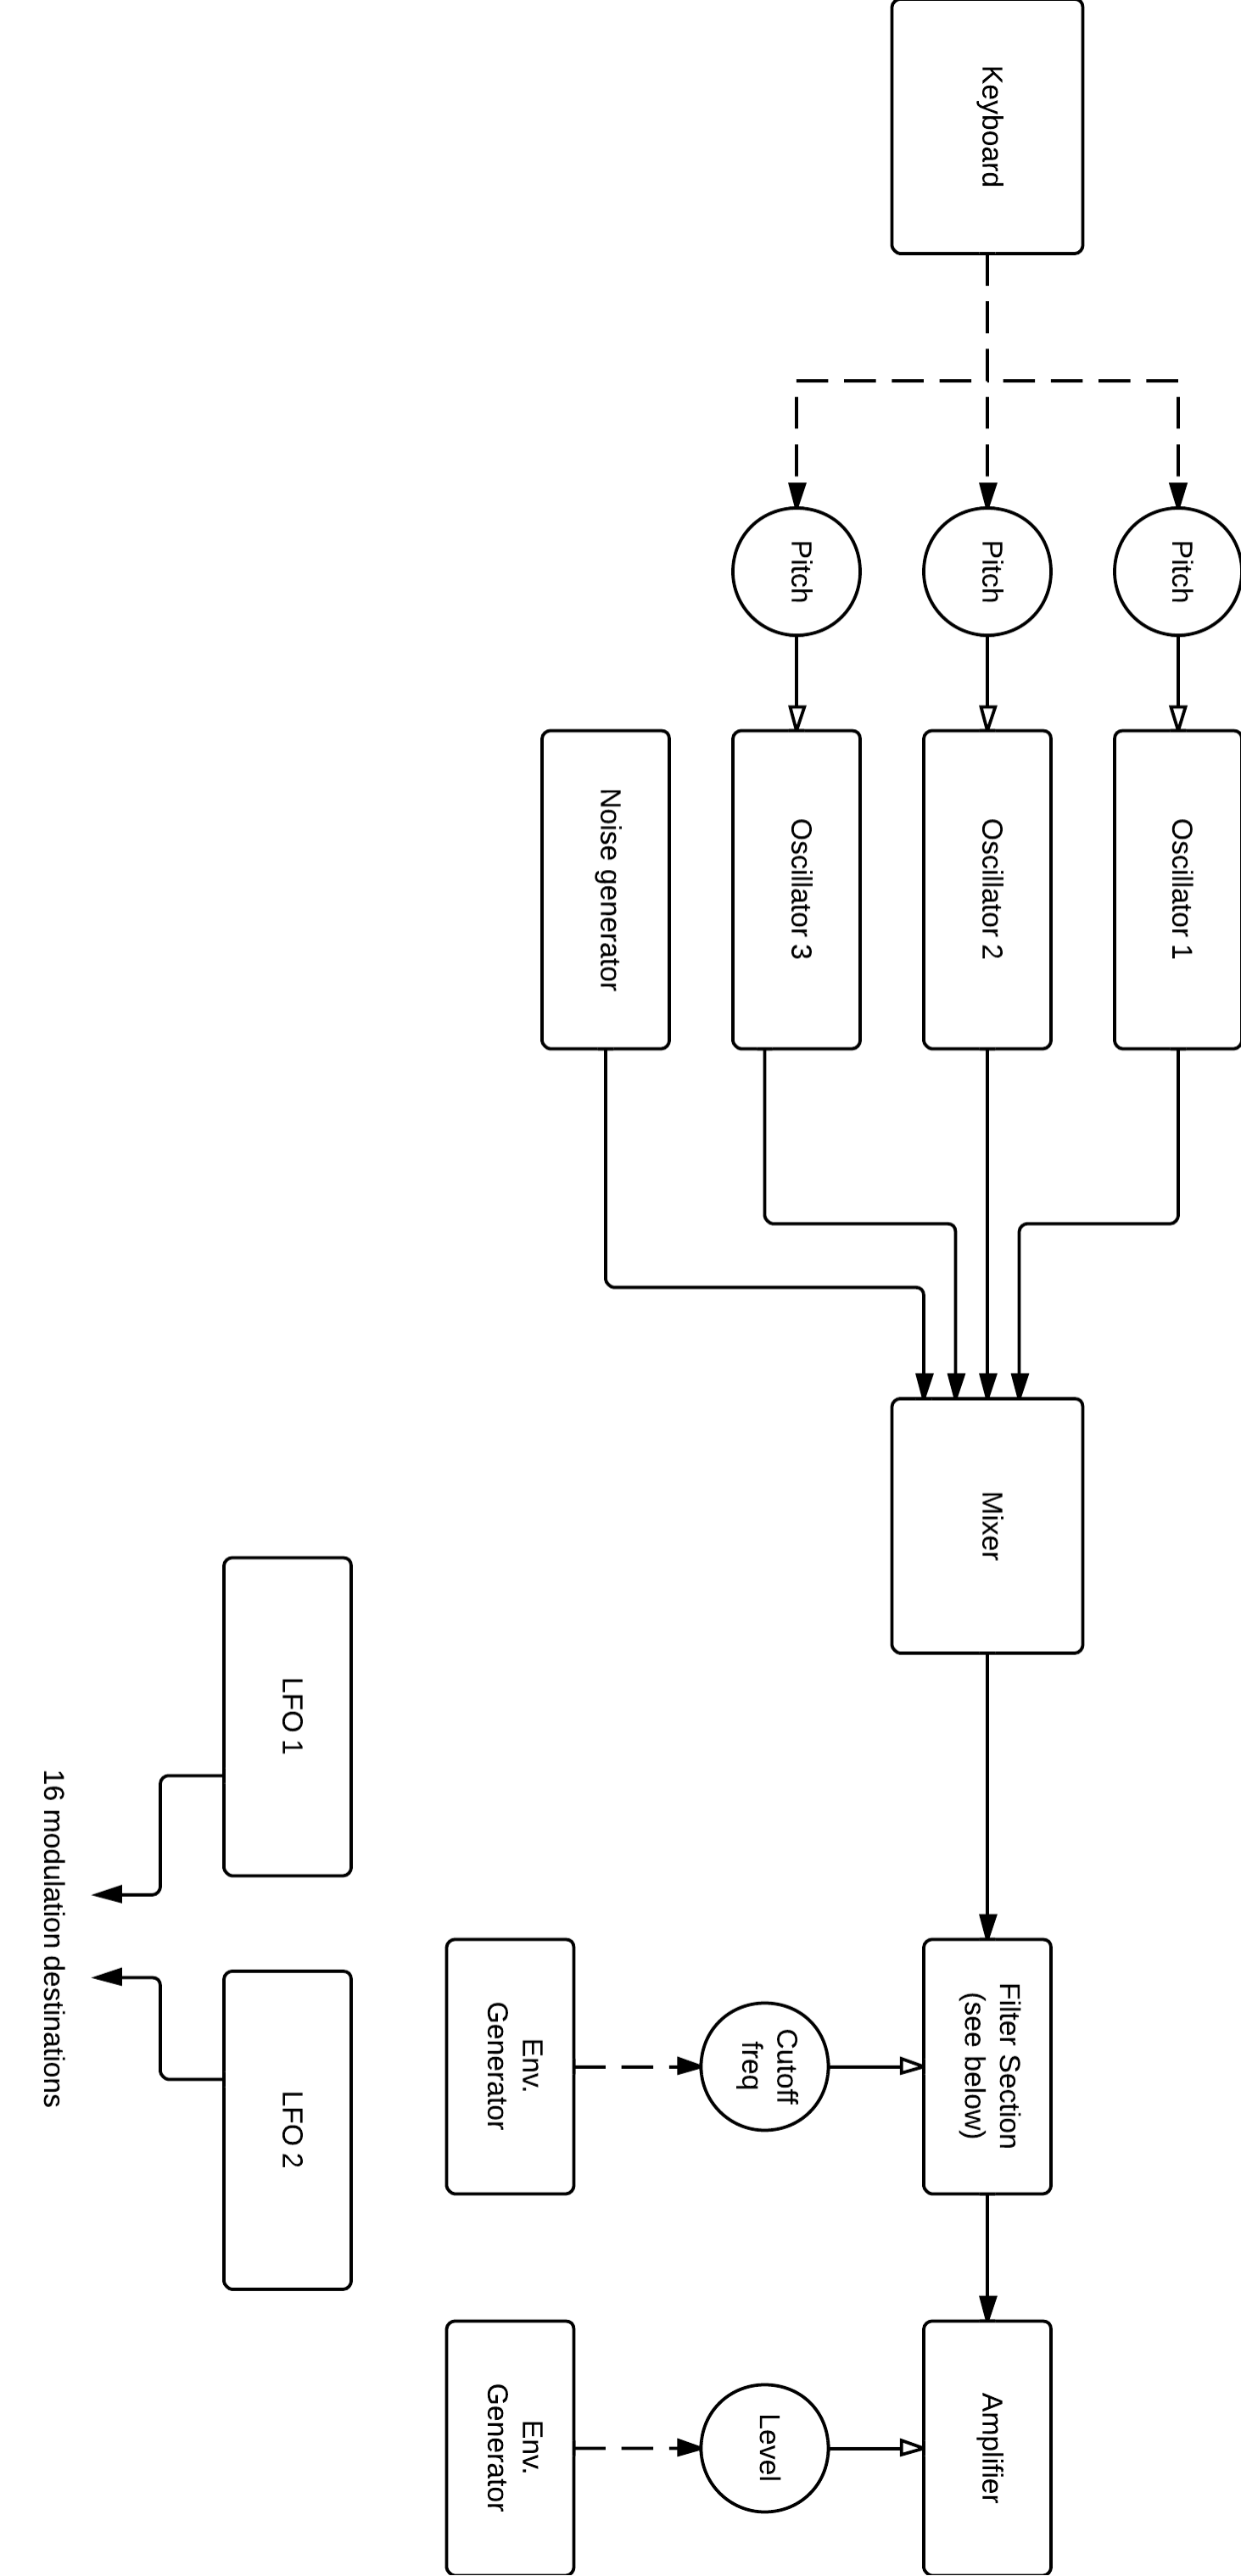 Keyboard
Pitch
Pitch
Pitch
Oscillator 1
Oscillator 2
Oscillator 3
Noise generator
Mixer
Filter Section
(see below)
Cutoff
freq
Env.
Generator
Amplifier
Level
Env.
Generator
LFO 1
LFO 2
16 modulation destinations